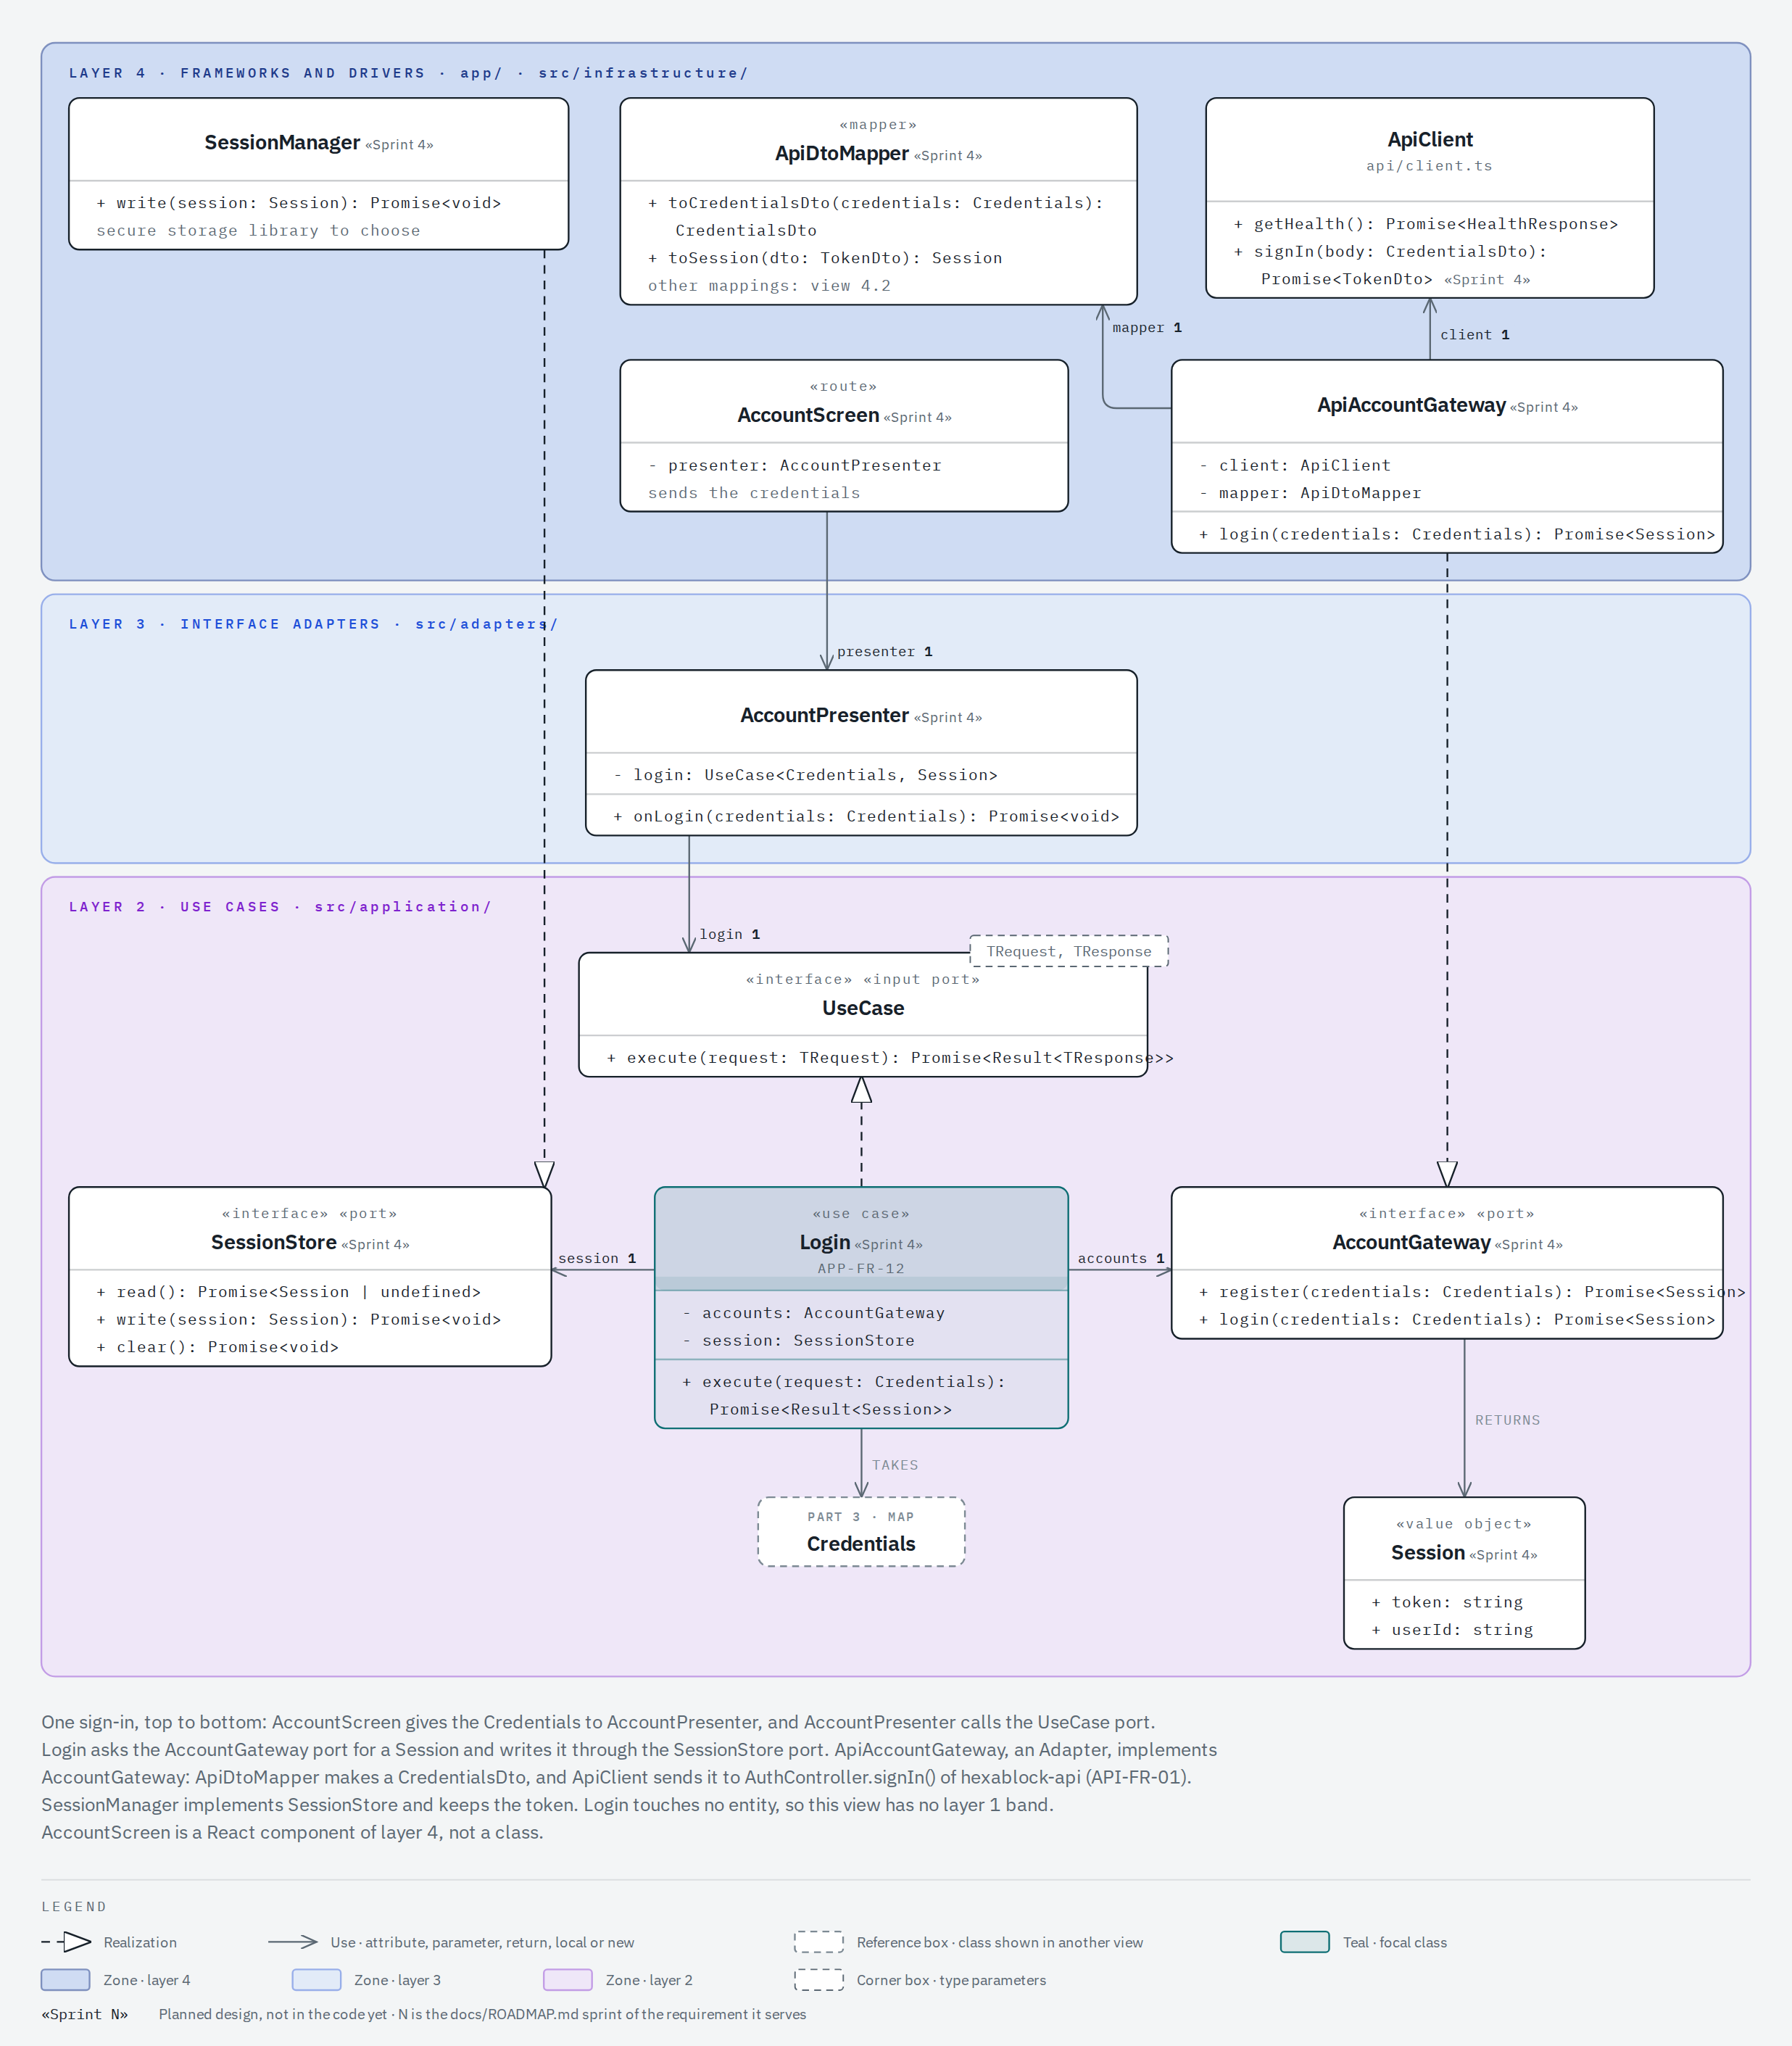 LAYER 4 · FRAMEWORKS AND DRIVERS · app/ · src/infrastructure/
SessionManager «Sprint 4»
+ write(session: Session): Promise<void>
secure storage library to choose
«mapper»
ApiDtoMapper «Sprint 4»
+ toCredentialsDto(credentials: Credentials):
CredentialsDto
+ toSession(dto: TokenDto): Session
other mappings: view 4.2
ApiClient
api/client.ts
+ getHealth(): Promise<HealthResponse>
+ signIn(body: CredentialsDto):
Promise<TokenDto> «Sprint 4»
mapper 1
client 1
«route»
AccountScreen «Sprint 4»
- presenter: AccountPresenter
sends the credentials
ApiAccountGateway «Sprint 4»
- client: ApiClient
- mapper: ApiDtoMapper
+ login(credentials: Credentials): Promise<Session>
LAYER 3 · INTERFACE ADAPTERS · src/adapters/
presenter 1
AccountPresenter «Sprint 4»
- login: UseCase<Credentials, Session>
+ onLogin(credentials: Credentials): Promise<void>
LAYER 2 · USE CASES · src/application/
login 1
TRequest, TResponse
«interface» «input port»
UseCase
+ execute(request: TRequest): Promise<Result<TResponse>>
«interface» «port»
SessionStore «Sprint 4»
+ read(): Promise<Session | undefined>
+ write(session: Session): Promise<void>
+ clear(): Promise<void>
session 1
«use case»
Login «Sprint 4»
APP-FR-12
- accounts: AccountGateway
- session: SessionStore
+ execute(request: Credentials):
Promise<Result<Session>>
accounts 1
«interface» «port»
AccountGateway «Sprint 4»
+ register(credentials: Credentials): Promise<Session>
+ login(credentials: Credentials): Promise<Session>
RETURNS
TAKES
PART 3 · MAP
Credentials
«value object»
Session «Sprint 4»
+ token: string
+ userId: string
One sign-in, top to bottom: AccountScreen gives the Credentials to AccountPresenter, and AccountPresenter calls the UseCase port.
Login asks the AccountGateway port for a Session and writes it through the SessionStore port. ApiAccountGateway, an Adapter, implements
AccountGateway: ApiDtoMapper makes a CredentialsDto, and ApiClient sends it to AuthController.signIn() of hexablock-api (API-FR-01).
SessionManager implements SessionStore and keeps the token. Login touches no entity, so this view has no layer 1 band.
AccountScreen is a React component of layer 4, not a class.
LEGEND
Realization
Use · attribute, parameter, return, local or new
Reference box · class shown in another view
Teal · focal class
Zone · layer 4
Zone · layer 3
Zone · layer 2
Corner box · type parameters
«Sprint N» Planned design, not in the code yet · N is the docs/ROADMAP.md sprint of the requirement it serves